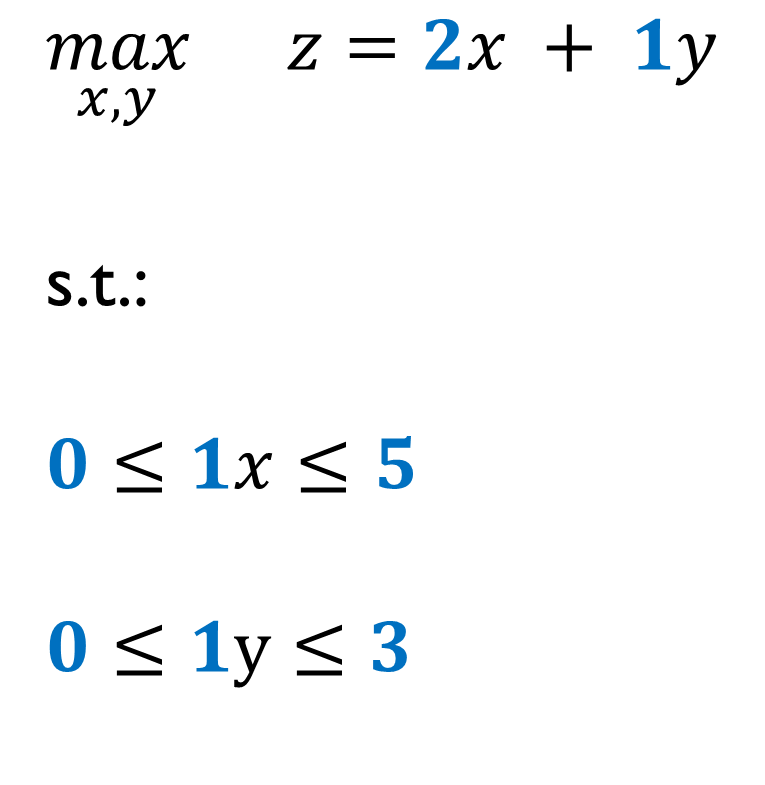 max z = 2x + 1y
x,y
s.t.:
0 ≤ 1x ≤ 5
0 ≤ 1y ≤ 3